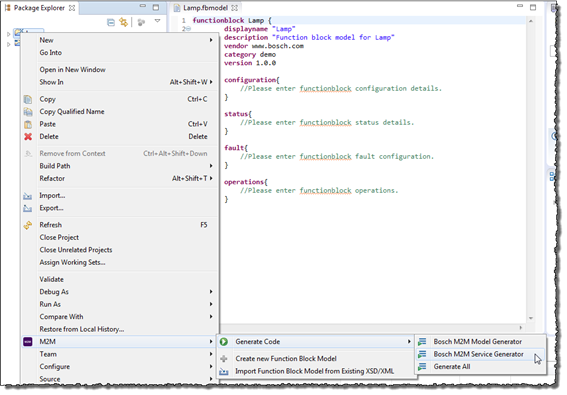 Package Explorer
Lamp.fbmodel
1 functionblock Lamp {
2 displayname "Lamp"
description "Function block model for Lamp"
vendor www.bosch.com
category demo
version 1.0.0
configuration{
//Please enter functionblock configuration details.
}
status{
//Please enter functionblock status details.
}
fault{
//Please enter functionblock fault configuration.
}
operations{
//Please enter functionblock operations.
}
New
Go Into
Open in New Window
Show In Alt+Shift+W
Copy Ctrl+C
Copy Qualified Name
Paste Ctrl+V
Delete Delete
Remove from Context Ctrl+Alt+Shift+Down
Build Path
Refactor Alt+Shift+T
Import...
Export...
Refresh F5
Close Project
Close Unrelated Projects
Assign Working Sets...
Validate
Debug As
Run As
Compare With
Restore from Local History...
M2M
Team
Configure
Source
Generate Code
Create new Function Block Model
Import Function Block Model from Existing XSD/XML
Bosch M2M Model Generator
Bosch M2M Service Generator
Generate All